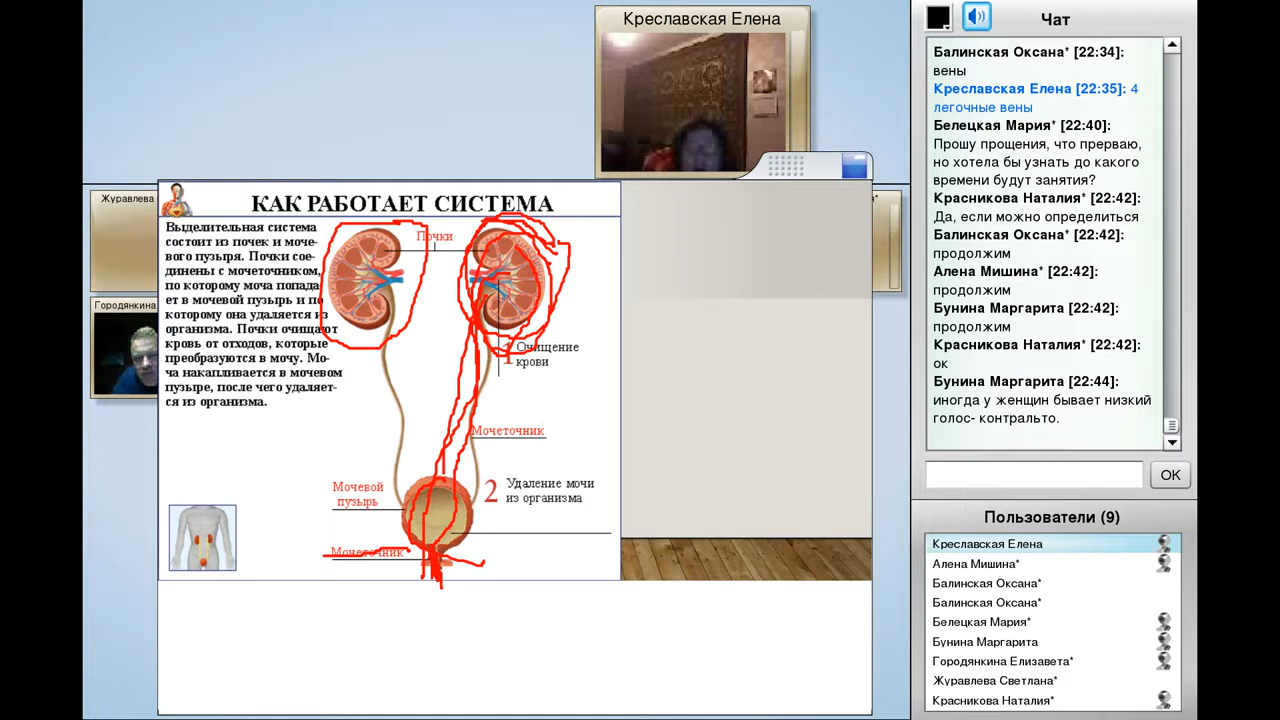 Креславская Елена
Журавлева
Городянкина
КАК РАБОТАЕТ СИСТЕМА
Выделительная система
состоит из почек и моче-
вого пузыря. Почки сое-
динены с мочеточником,
по которому моча попада-
ет в мочевой пузырь и по
которому она удаляется из
организма. Почки очищают
кровь от отходов, которые
преобразуются в мочу. Мо-
ча накапливается в мочевом
пузыре, после чего удаляет-
ся из организма.
Почки
1 Очищение
крови
Мочеточник
Мочевой
пузырь
2 Удаление мочи
из организма
Мочеточник
Чат
Балинская Оксана* [22:34]:
вены
Креславская Елена [22:35]: 4
легочные вены
Белецкая Мария* [22:40]:
Прошу прощения, что прерваю,
но хотела бы узнать до какого
времени будут занятия?
Красникова Наталия* [22:42]:
Да, если можно определиться
Балинская Оксана* [22:42]:
продолжим
Алена Мишина* [22:42]:
продолжим
Бунина Маргарита [22:42]:
продолжим
Красникова Наталия* [22:42]:
ок
Бунина Маргарита [22:44]:
иногда у женщин бывает низкий
голос- контральто.
OK
Пользователи (9)
Креславская Елена
Алена Мишина*
Балинская Оксана*
Балинская Оксана*
Белецкая Мария*
Бунина Маргарита
Городянкина Елизавета*
Журавлева Светлана*
Красникова Наталия*